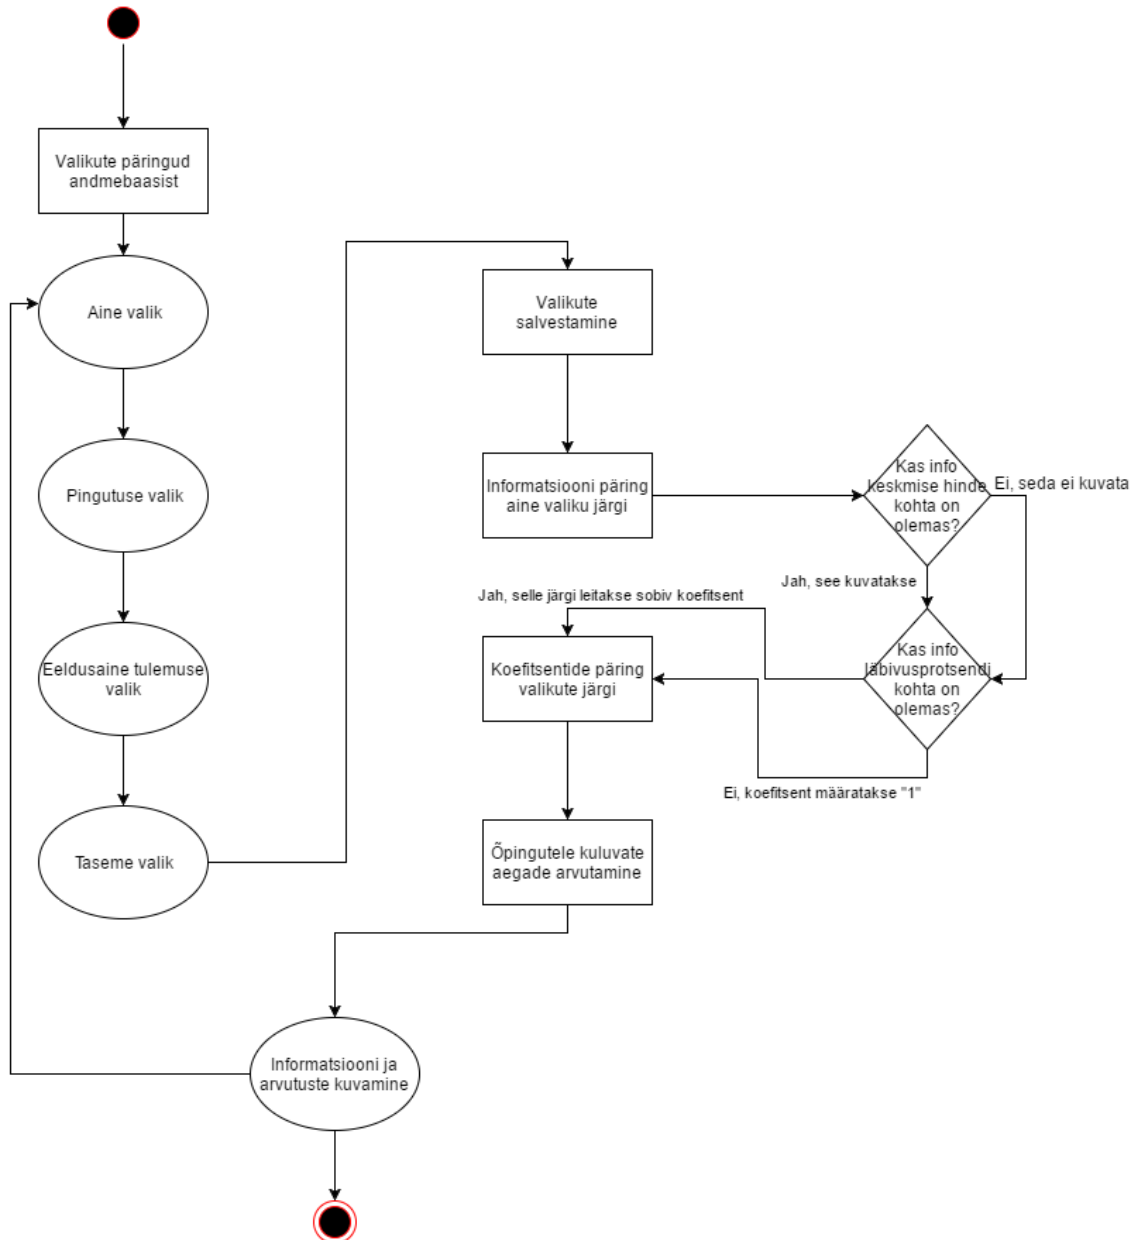 Valikute päringud
andmebaasist
Aine valik
Pingutuse valik
Eeldusaine tulemuse
valik
Taseme valik
Valikute
salvestamine
Informatsiooni päring
aine valiku järgi
Kas info
keskmise hinde
kohta on
olemas?
Ei, seda ei kuvata
Jah, see kuvatakse
Kas info
läbivusprotsendi
kohta on
olemas?
Jah, selle järgi leitakse sobiv koefitsent
Ei, koefitsent määratakse "1"
Koefitsentide päring
valikute järgi
Õpingutele kuluvate
aegade arvutamine
Informatsiooni ja
arvutuste kuvamine